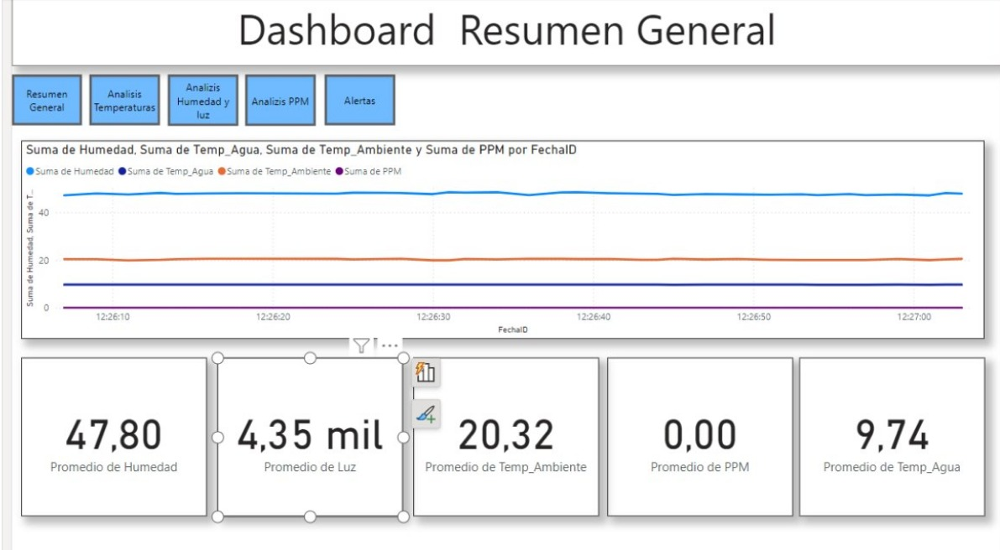 Dashboard Resumen General
Resumen
General
Analisis
Temperaturas
Analizis
Humedad y
luz
Analizis PPM
Alertas
Suma de Humedad, Suma de Temp_Agua, Suma de Temp_Ambiente y Suma de PPM por FechaID
Suma de Humedad Suma de Temp_Agua Suma de Temp_Ambiente Suma de PPM
Suma de Humedad, Suma de T...
40
20
0
12:26:10 12:26:20 12:26:30 12:26:40 12:26:50 12:27:00
FechaID
47,80
Promedio de Humedad
4,35 mil
Promedio de Luz
20,32
Promedio de Temp_Ambiente
0,00
Promedio de PPM
9,74
Promedio de Temp_Agua